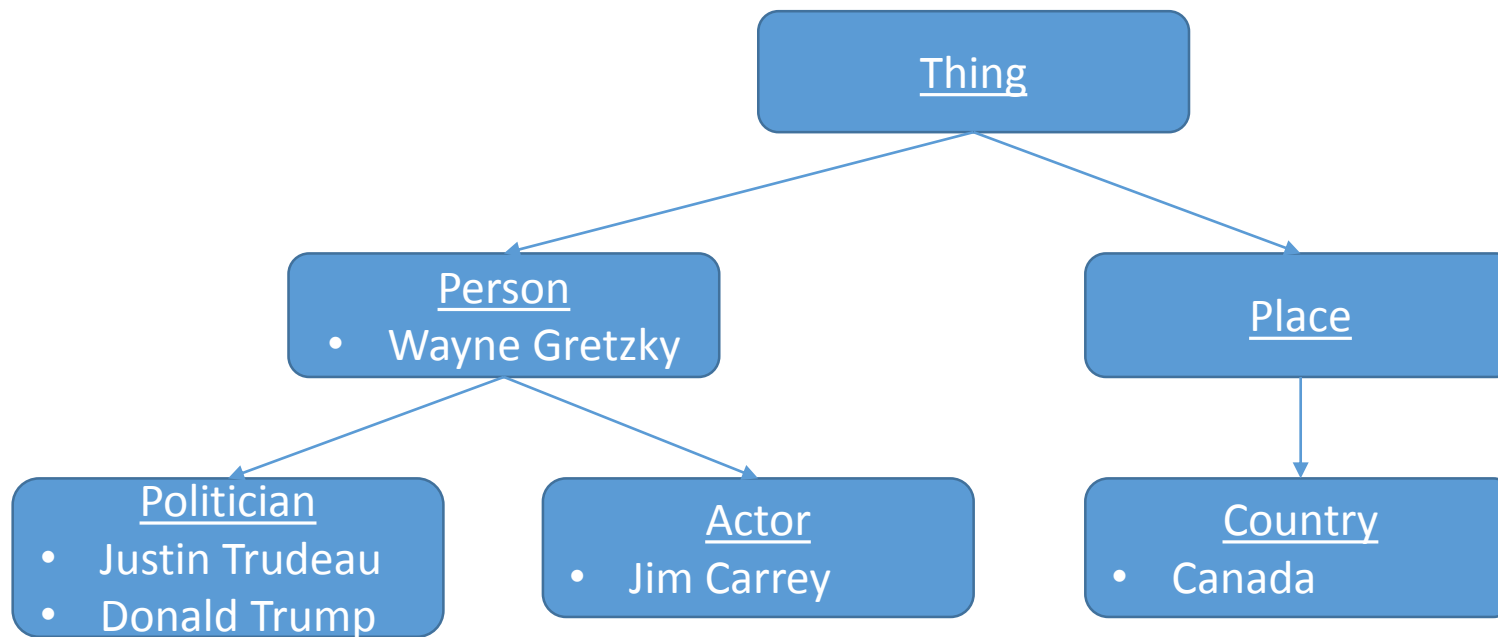 Thing
Person
• Wayne Gretzky
Place
Politician
• Justin Trudeau
• Donald Trump
Actor
• Jim Carrey
Country
• Canada